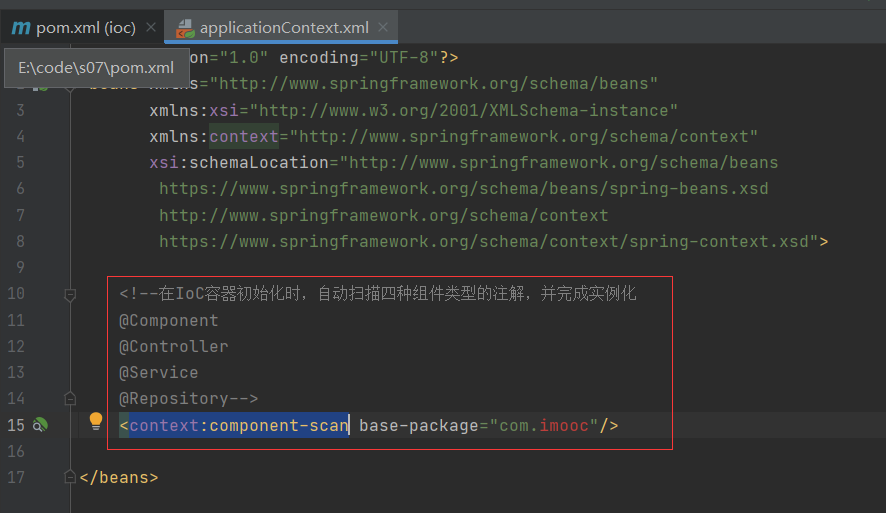 pom.xml (ioc)
applicationContext.xml
E:\code\s07\pom.xml
on="1.0" encoding="UTF-8"?>
ns="http://www.springframework.org/schema/beans"
3 xmlns:xsi="http://www.w3.org/2001/XMLSchema-instance"
4 xmlns:context="http://www.springframework.org/schema/context"
5 xsi:schemaLocation="http://www.springframework.org/schema/beans
6 https://www.springframework.org/schema/beans/spring-beans.xsd
7 http://www.springframework.org/schema/context
8 https://www.springframework.org/schema/context/spring-context.xsd">
9
10 <!--在IoC容器初始化时，自动扫描四种组件类型的注解，并完成实例化
11 @Component
12 @Controller
13 @Service
14 @Repository-->
15 <context:component-scan base-package="com.imooc"/>
16
17 </beans>